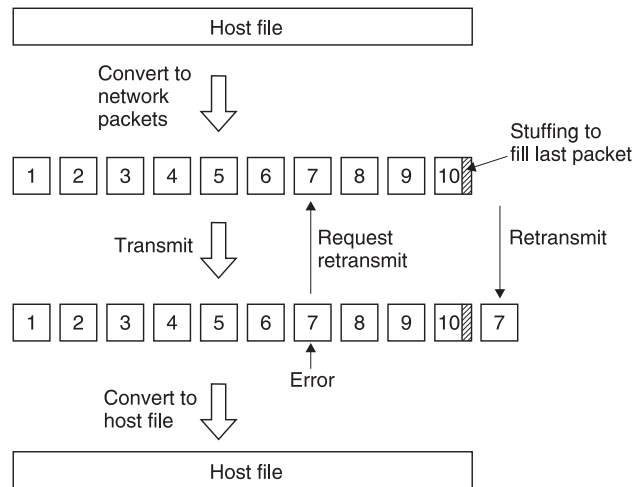 Host file
Convert to
network
packets
Stuffing to
fill last packet
1 2 3 4 5 6 7 8 9 10
Transmit
Request
retransmit
Retransmit
1 2 3 4 5 6 7 8 9 10 7
Error
Convert to
host file
Host file